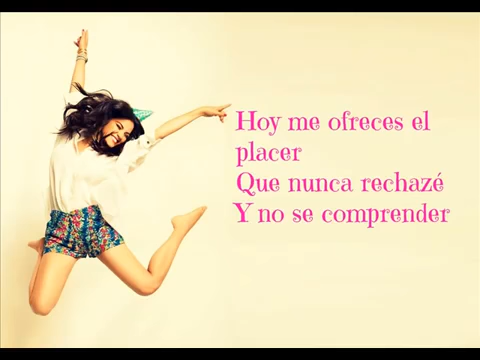 Hoy me ofreces el
placer
Que nunca rechazé
Y no se comprender